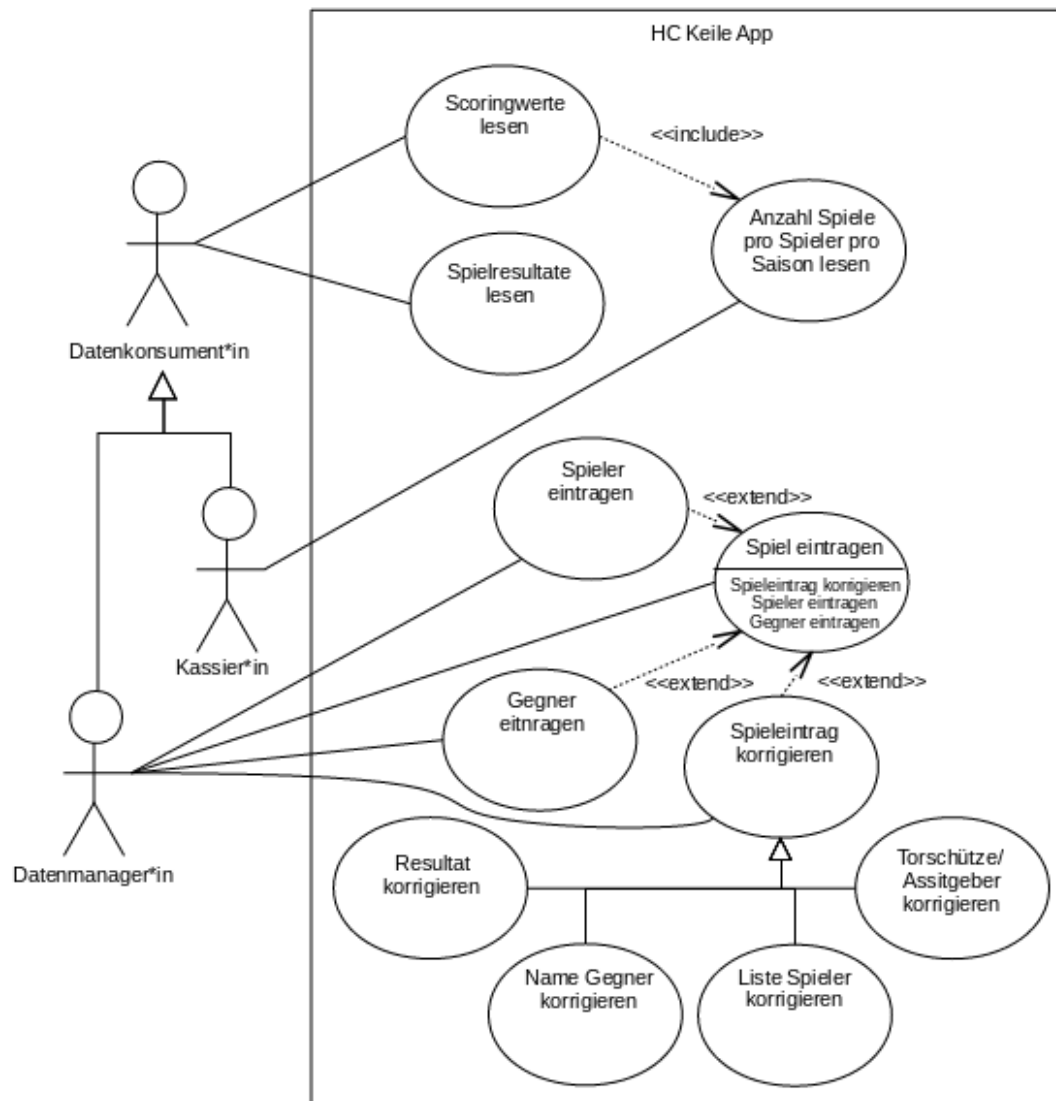 HC Keile App
Scoringwerte
lesen
<<include>>
Anzahl Spiele
pro Spieler pro
Saison lesen
Spielresultate
lesen
Datenkonsument*in
Spieler
eintragen
<<extend>>
Spiel eintragen
Spieleintrag korrigieren
Spieler eintragen
Gegner eintragen
Kassier*in
<<extend>>
<<extend>>
Gegner
eitnragen
Spieleintrag
korrigieren
Datenmanager*in
Resultat
korrigieren
Torschütze/
Assitgeber
korrigieren
Name Gegner
korrigieren
Liste Spieler
korrigieren